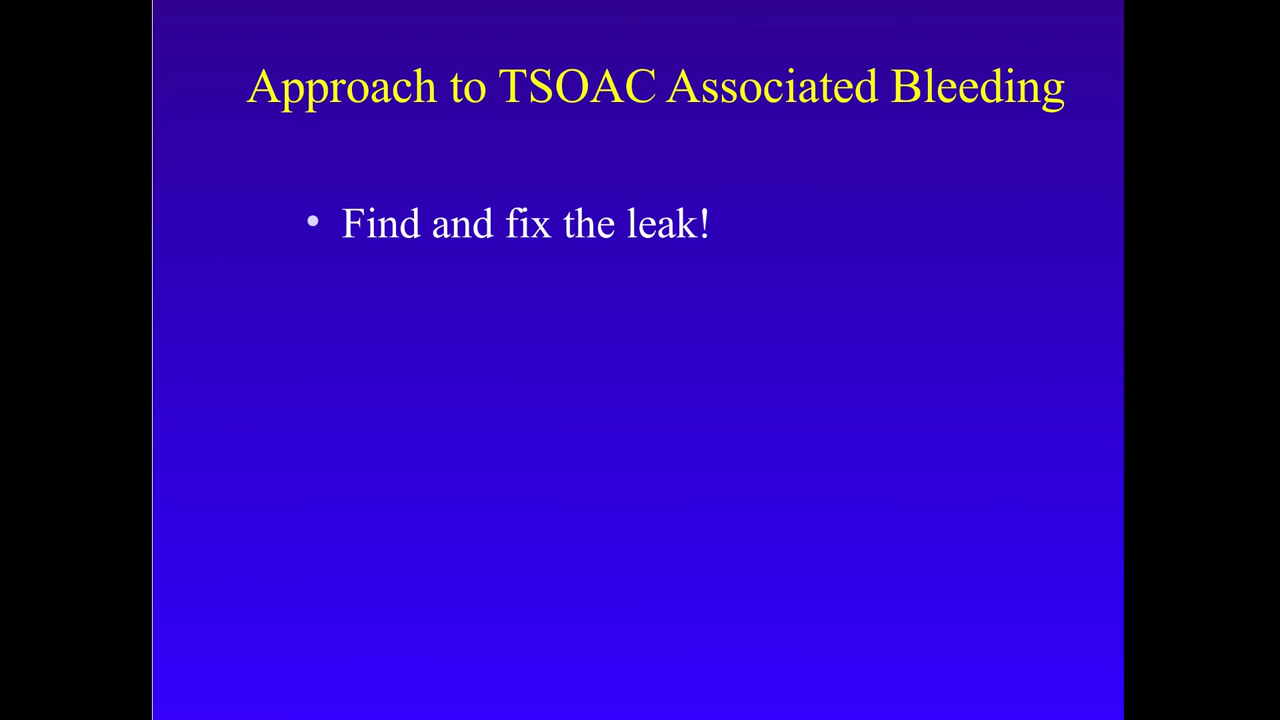 Approach to TSOAC Associated Bleeding
• Find and fix the leak!